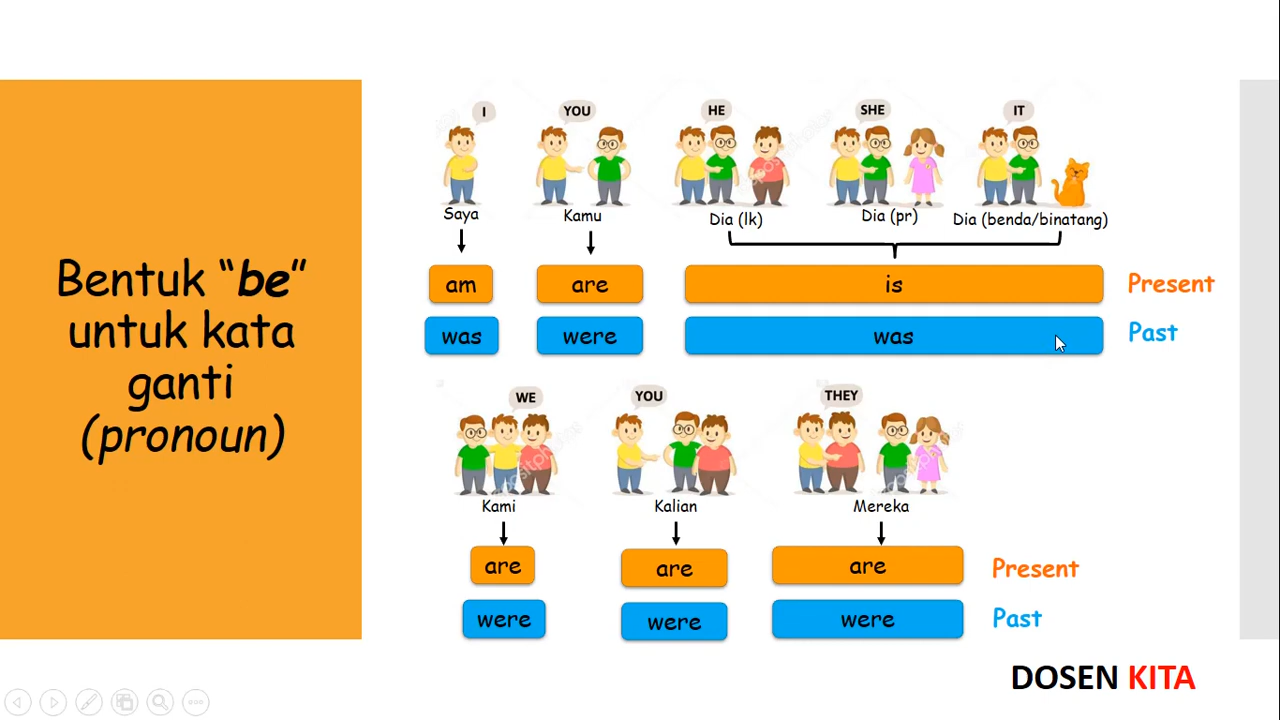 Bentuk “be”
untuk kata
ganti
(pronoun)
I
YOU
HE
SHE
IT
Saya
Kamu
Dia (lk)
Dia (pr)
Dia (benda/binatang)
am
are
is
Present
was
were
was
Past
WE
YOU
THEY
Kami
Kalian
Mereka
are
are
are
Present
were
were
were
Past
DOSEN KITA